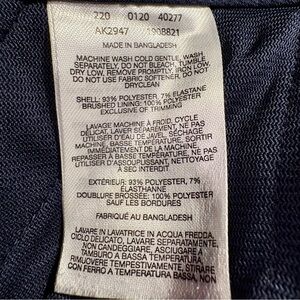 220 0120 40277
AK2947 1908821
MADE IN BANGLADESH
MACHINE WASH COLD GENTLE, WASH
SEPARATELY, DO NOT BLEACH, TUMBLE
DRY LOW, REMOVE PROMPTLY, IRON LOW,
DO NOT USE FABRIC SOFTENER, DO NOT
DRYCLEAN
SHELL: 93% POLYESTER, 7% ELASTANE
BRUSHED LINING: 100% POLYESTER
EXCLUSIVE OF TRIMMING
LAVAGE MACHINE À FROID, CYCLE
DÉLICAT, LAVER SÉPARÉMENT, NE PAS
UTILISER D'EAU DE JAVEL, SÉCHAGE
MACHINE À BASSE TEMPÉRATURE, SORTIR
IMMÉDIATEMENT DE LA MACHINE,
REPASSER À BASSE TEMPÉRATURE, NE PAS
UTILISER D'ASSOUPLISSANT, NETTOYAGE
À SEC INTERDIT
EXTÉRIEUR: 93% POLYESTER, 7%
ÉLASTHANNE
DOUBLURE BROSSÉE: 100% POLYESTER
SAUF LES BORDURES
FABRIQUÉ AU BANGLADESH
LAVARE IN LAVATRICE IN ACQUA FREDDA,
CICLO DELICATO, LAVARE SEPARATAMENTE,
NON CANDEGGIARE, ASCIUGARE A
TAMBURO A BASSA TEMPERATURA,
RIMUOVERE TEMPESTIVAMENTE, STIRARE
CON FERRO A TEMPERATURA BASSA, NON